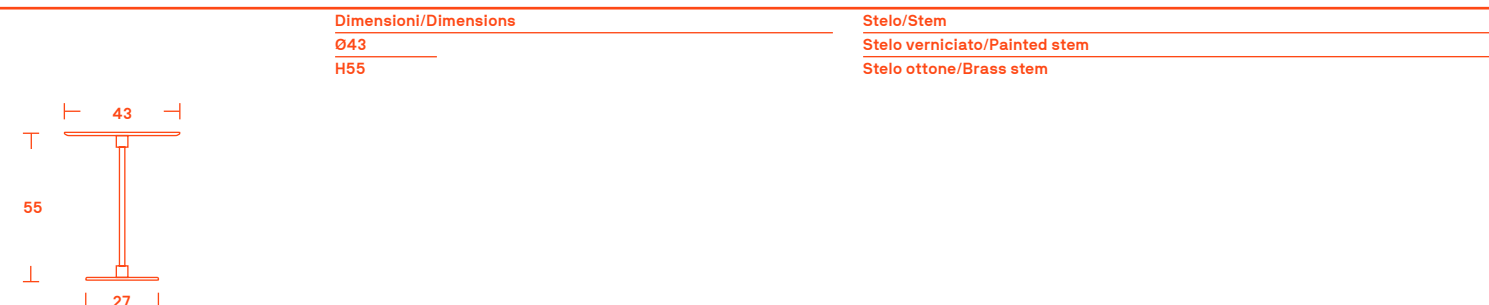 Dimensioni/Dimensions
Ø43
H55
Stelo/Stem
Stelo verniciato/Painted stem
Stelo ottone/Brass stem
43
55
27